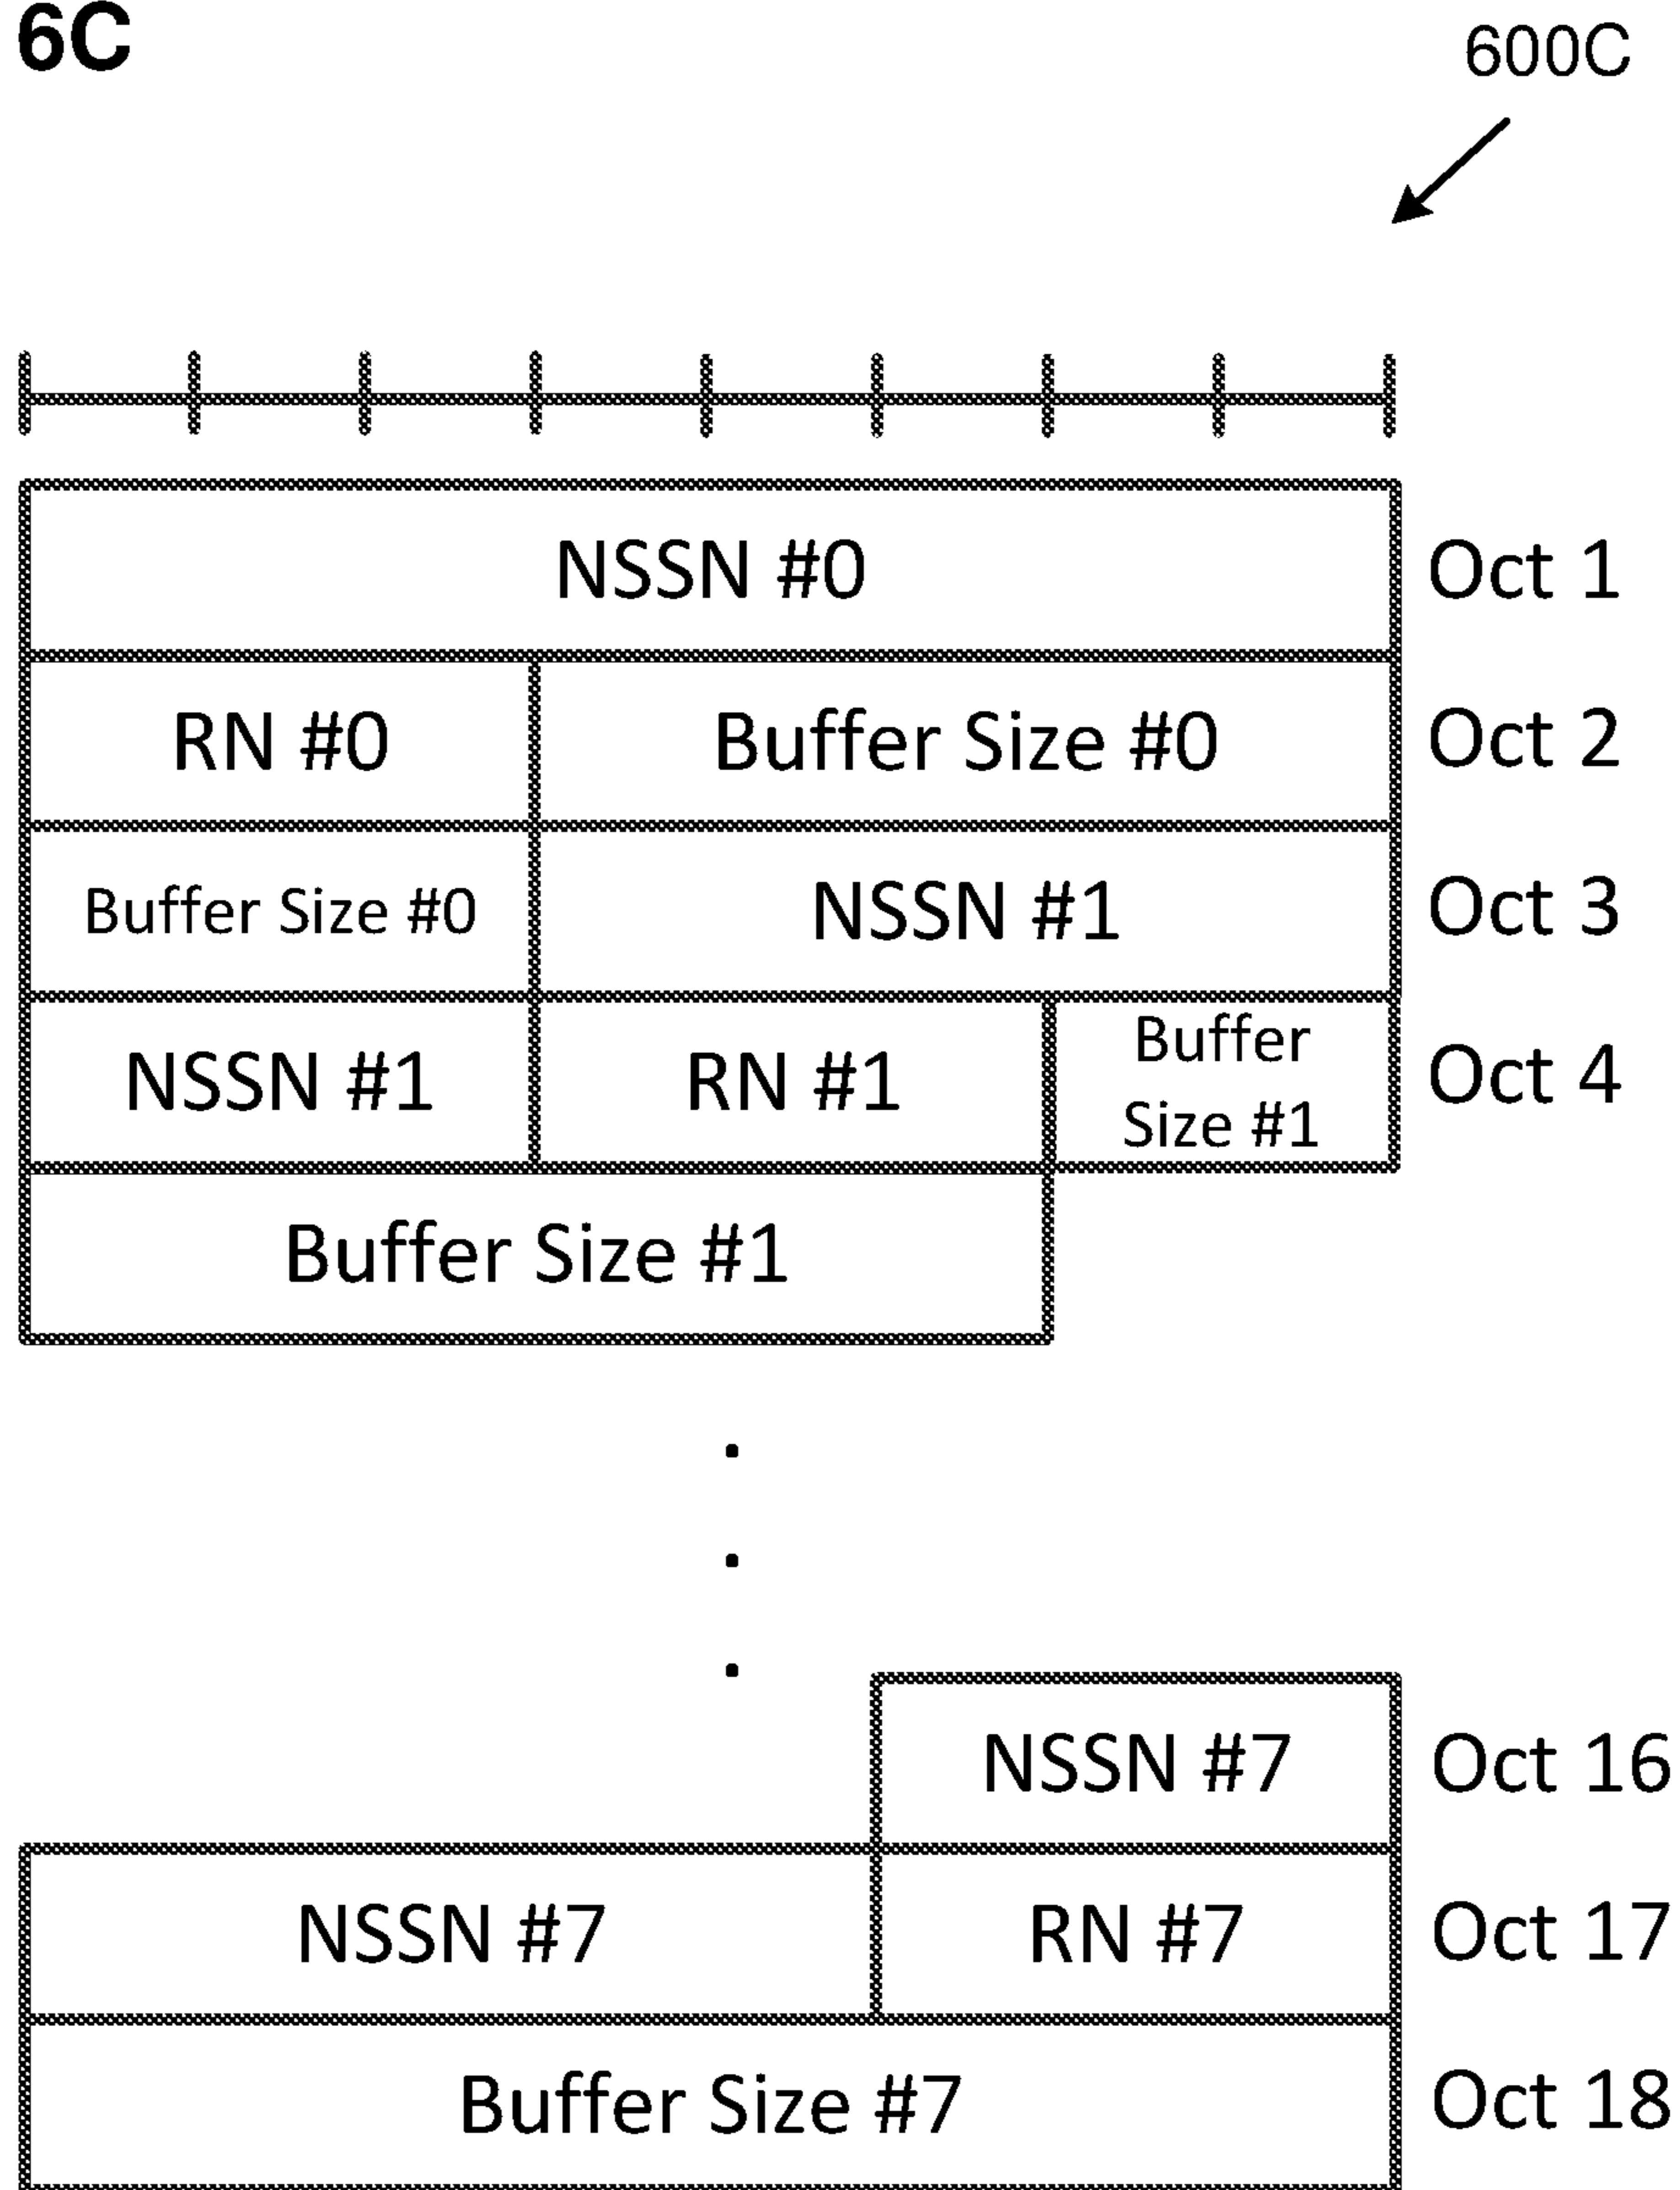 6C
600C
NSSN #0 Oct 1
RN #0 Buffer Size #0 Oct 2
Buffer Size #0 NSSN #1 Oct 3
NSSN #1 RN #1 Buffer Size #1 Oct 4
Buffer Size #1
NSSN #7 Oct 16
NSSN #7 RN #7 Oct 17
Buffer Size #7 Oct 18